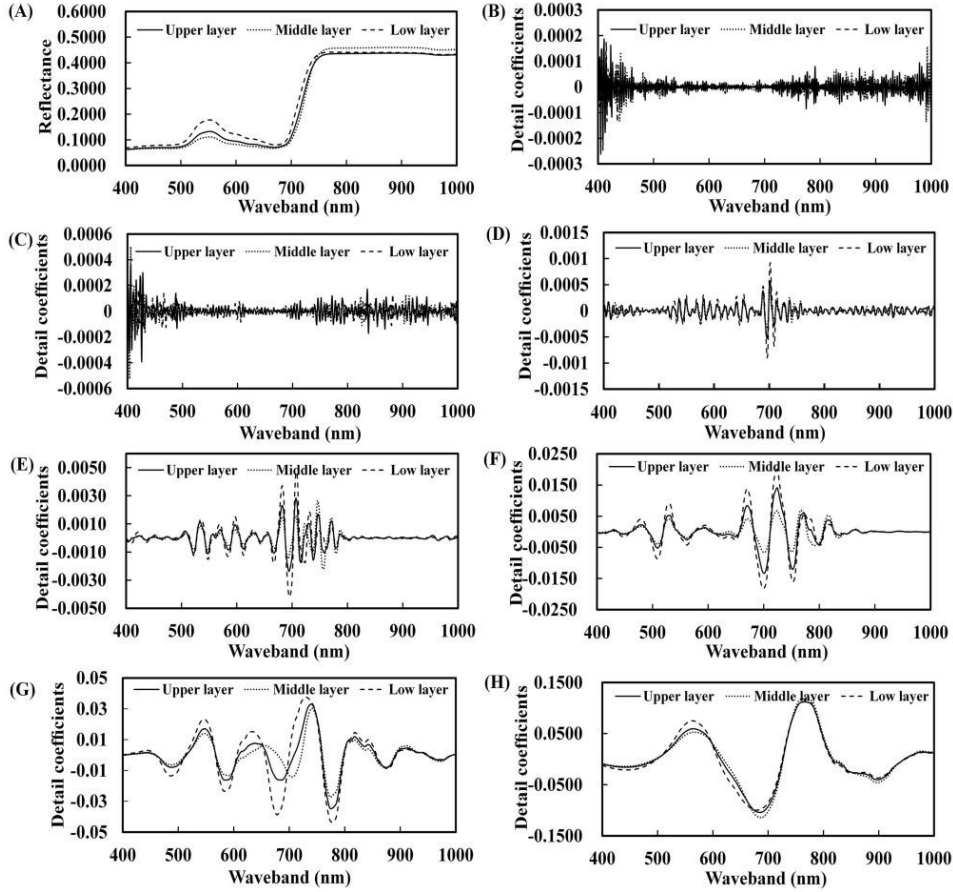 (A)
0.6000
0.5000
0.4000
0.3000
0.2000
0.1000
0.0000
Reflectance
Upper layer Middle layer Low layer
400 500 600 700 800 900 1000
Waveband (nm)
(B)
0.0003
0.0002
0.0001
0
-0.0001
-0.0002
-0.0003
Detail coefficients
Upper layer Middle layer Low layer
400 500 600 700 800 900 1000
Waveband (nm)
(C)
0.0006
0.0004
0.0002
0
-0.0002
-0.0004
-0.0006
Detail coefficients
Upper layer Middle layer Low layer
400 500 600 700 800 900 1000
Waveband (nm)
(D)
0.0015
0.001
0.0005
0
-0.0005
-0.001
-0.0015
Detail coefficients
Upper layer Middle layer Low layer
400 500 600 700 800 900 1000
Waveband (nm)
(E)
0.0050
0.0030
0.0010
-0.0010
-0.0030
-0.0050
Detail coefficients
Upper layer Middle layer Low layer
400 500 600 700 800 900 1000
Waveband (nm)
(F)
0.0250
0.0150
0.0050
-0.0050
-0.0150
-0.0250
Detail coefficients
Upper layer Middle layer Low layer
400 500 600 700 800 900 1000
Waveband (nm)
(G)
0.05
0.03
0.01
-0.01
-0.03
-0.05
Detail coefficients
Upper layer Middle layer Low layer
400 500 600 700 800 900 1000
Waveband (nm)
(H)
0.1500
0.0500
-0.0500
-0.1500
Detail coefficients
Upper layer Middle layer Low layer
400 500 600 700 800 900 1000
Waveband (nm)